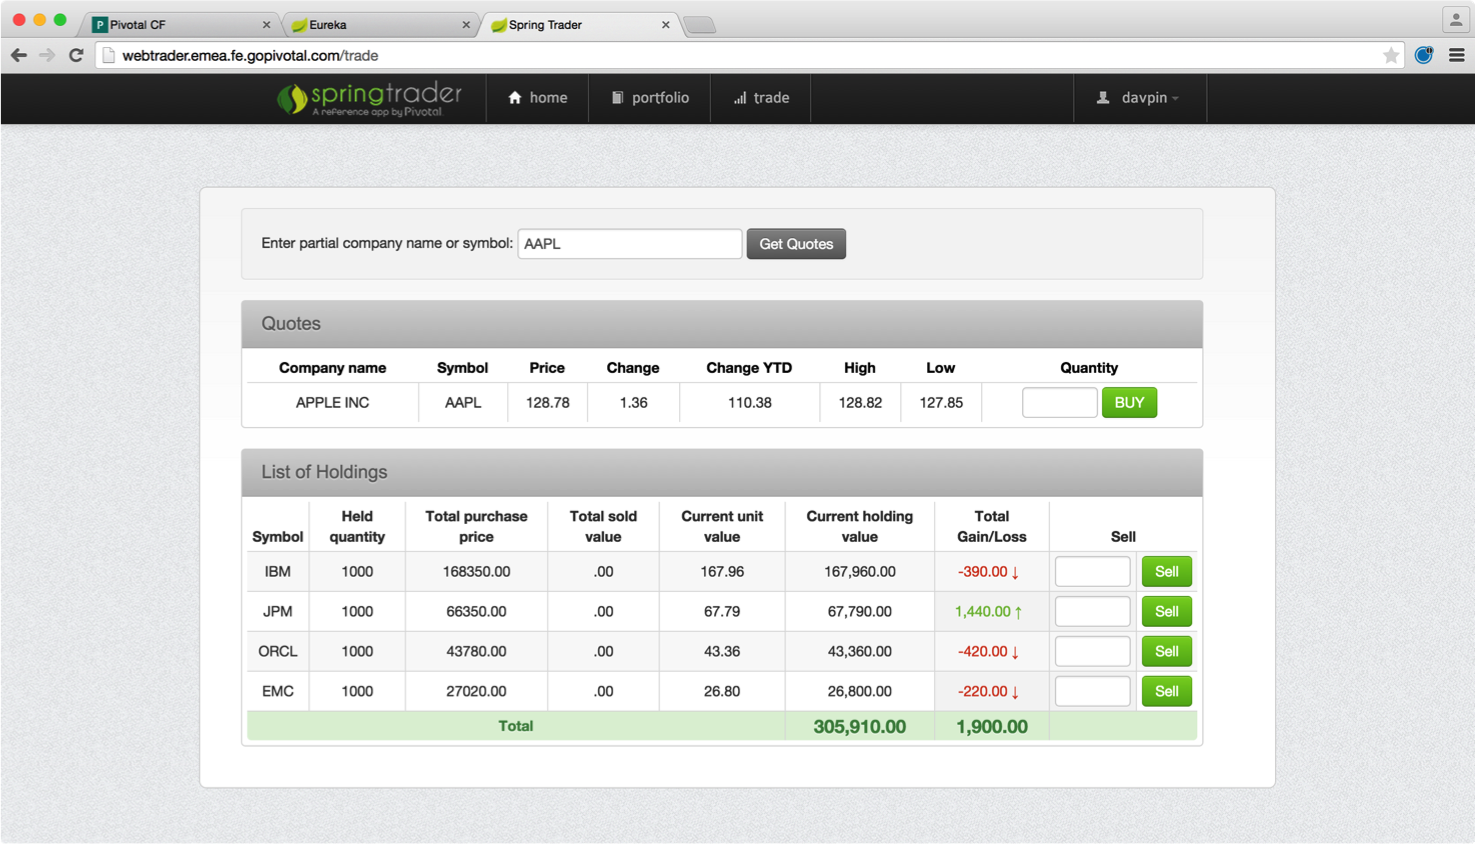 Pivotal CF
Eureka
Spring Trader
webtrader.emea.fe.gopivotal.com/trade
springtrader
A reference app by Pivotal
home portfolio trade davpin
Enter partial company name or symbol: AAPL Get Quotes
Quotes
Company name Symbol Price Change Change YTD High Low Quantity
APPLE INC AAPL 128.78 1.36 110.38 128.82 127.85 BUY
List of Holdings
Symbol Held quantity Total purchase price Total sold value Current unit value Current holding value Total Gain/Loss Sell
IBM 1000 168350.00 .00 167.96 167,960.00 -390.00 ↓ Sell
JPM 1000 66350.00 .00 67.79 67,790.00 1,440.00 ↑ Sell
ORCL 1000 43780.00 .00 43.36 43,360.00 -420.00 ↓ Sell
EMC 1000 27020.00 .00 26.80 26,800.00 -220.00 ↓ Sell
Total 305,910.00 1,900.00